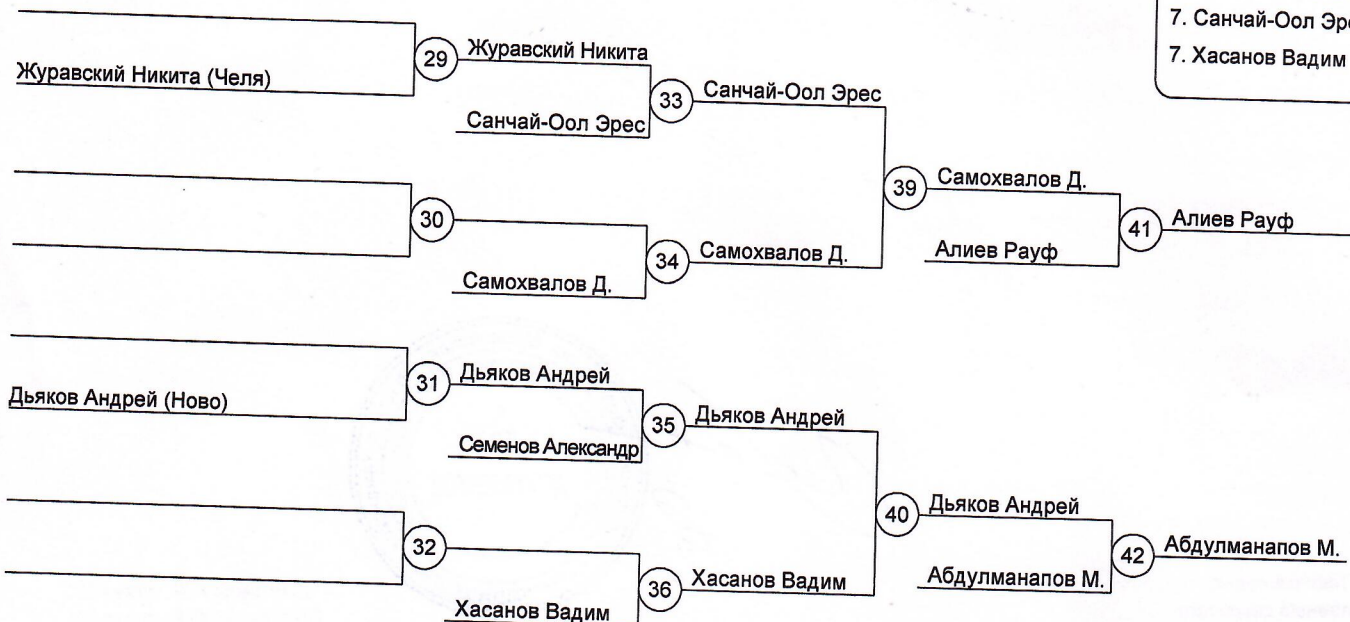 7. Санчай-Оол
7. Хасанов Вадим
29
Журавский Никита
Журавский Никита (Челя)
33
Санчай-Оол Эрес
Санчай-Оол Эрес
39
Самохвалов Д.
30
41
Алиев Рауф
34
Самохвалов Д.
Алиев Рауф
Самохвалов Д.
31
Дьяков Андрей
Дьяков Андрей (Ново)
35
Дьяков Андрей
Семенов Александр
40
Дьяков Андрей
32
42
Абдулманапов М.
36
Хасанов Вадим
Абдулманапов М.
Хасанов Вадим